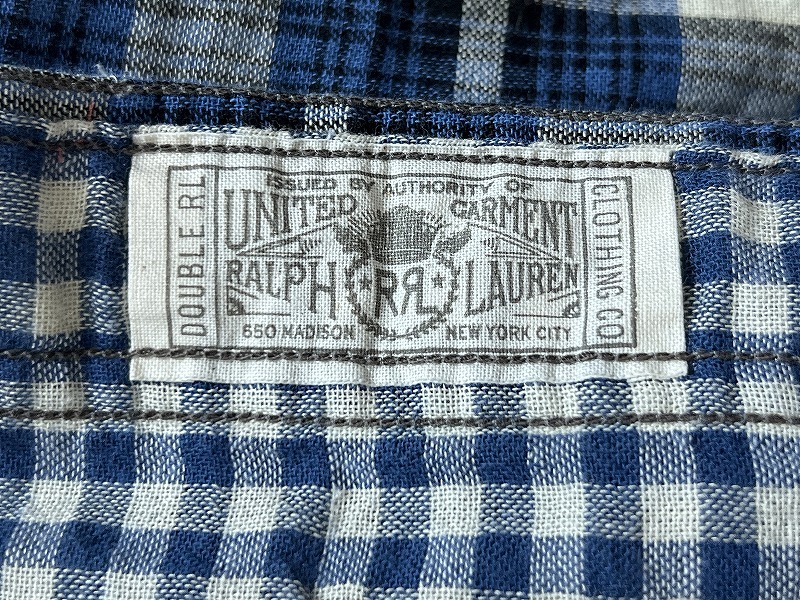 ISSUED BY AUTHORITY OF
UNITED GARMENT
RALPH RRL LAUREN
650 MADISON NEW YORK CITY
DOUBLE RL
CLOTHING CO